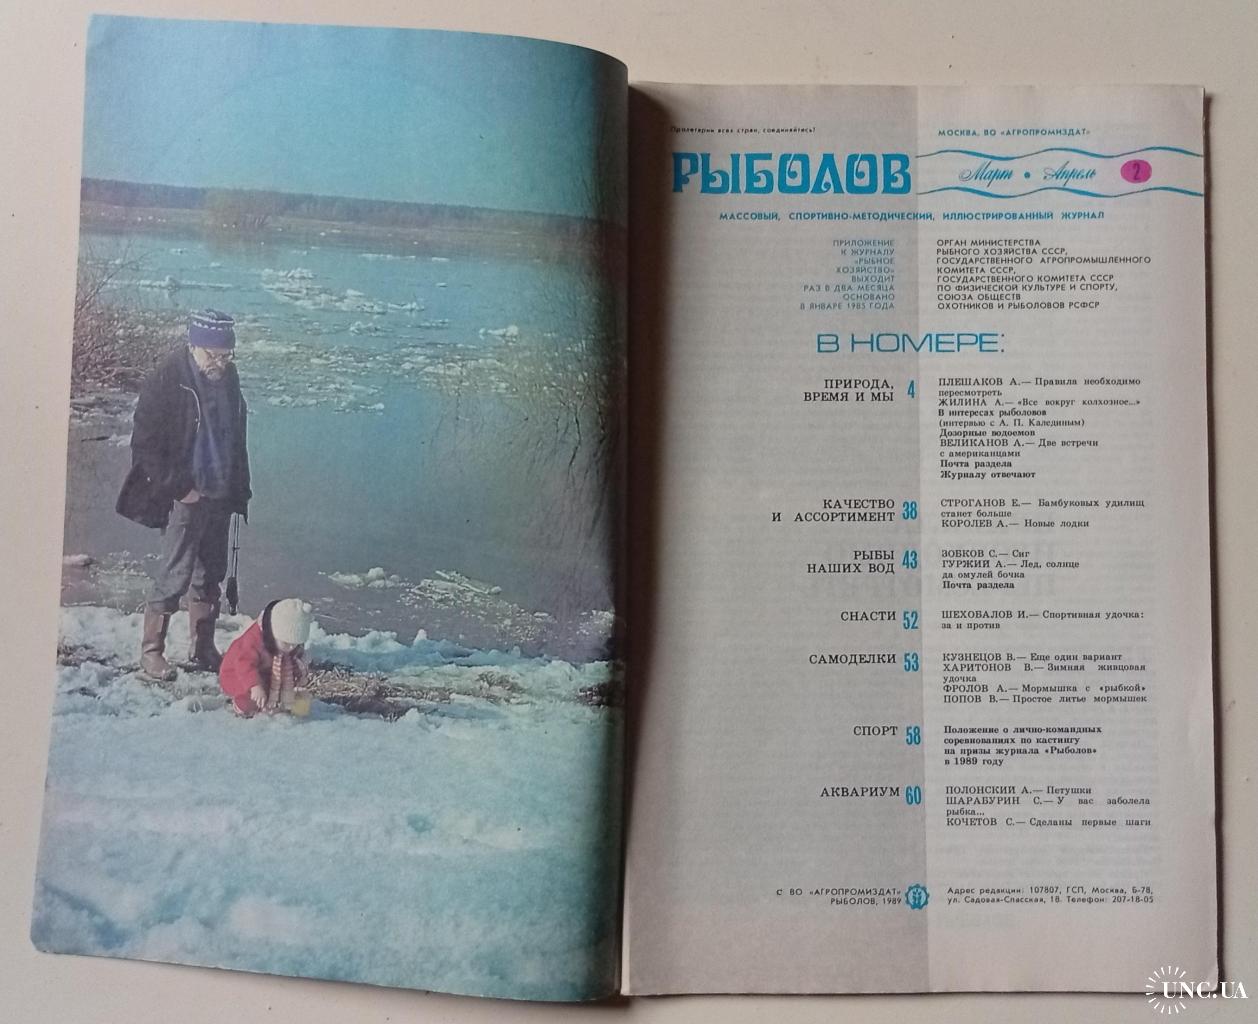 Пролетарии всех стран, соединяйтесь!
МОСКВА, ВО «АГРОПРОМИЗДАТ»
РЫБОЛОВ
Март • Апрель 2
МАССОВЫЙ, СПОРТИВНО-МЕТОДИЧЕСКИЙ, ИЛЛЮСТРИРОВАННЫЙ ЖУРНАЛ
ПРИЛОЖЕНИЕ
К ЖУРНАЛУ
«РЫБНОЕ
ХОЗЯЙСТВО»
ВЫХОДИТ
РАЗ В ДВА МЕСЯЦА
ОСНОВАНО
В ЯНВАРЕ 1985 ГОДА
ОРГАН МИНИСТЕРСТВА
РЫБНОГО ХОЗЯЙСТВА СССР,
ГОСУДАРСТВЕННОГО АГРОПРОМЫШЛЕННОГО
КОМИТЕТА СССР,
ГОСУДАРСТВЕННОГО КОМИТЕТА СССР
ПО ФИЗИЧЕСКОЙ КУЛЬТУРЕ И СПОРТУ,
СОЮЗА ОБЩЕСТВ
ОХОТНИКОВ И РЫБОЛОВОВ РСФСР
В НОМЕРЕ:
ПРИРОДА,
ВРЕМЯ И МЫ 4
ПЛЕШАКОВ А.— Правила необходимо
пересмотреть
ЖИЛИНА А.— «Все вокруг колхозное...»
В интересах рыболовов
(интервью с А. П. Калединым)
Дозорные водоемов
ВЕЛИКАНОВ А.— Две встречи
с американцами
Почта раздела
Журналу отвечают
КАЧЕСТВО
И АССОРТИМЕНТ 38
СТРОГАНОВ Е.— Бамбуковых удилищ
станет больше
КОРОЛЕВ А.— Новые лодки
РЫБЫ
НАШИХ ВОД 43
ЗОБКОВ С.— Сиг
ГУРЖИЙ А.— Лед, солнце
да омулей бочка
Почта раздела
СНАСТИ 52
ШЕХОБАЛОВ И.— Спортивная удочка:
за и против
САМОДЕЛКИ 53
КУЗНЕЦОВ В.— Еще один вариант
ХАРИТОНОВ В.— Зимняя живцовая
удочка
ФРОЛОВ А.— Мормышка с «рыбкой»
ПОПОВ В.— Простое литье мормышек
СПОРТ 58
Положение о лично-командных
соревнованиях по кастингу
на призы журнала «Рыболов»
в 1989 году
АКВАРИУМ 60
ПОЛОНСКИЙ А.— Петушки
ШАРАБУРИН С.— У вас заболела
рыбка...
КОЧЕТОВ С.— Сделаны первые шаги
С ВО «АГРОПРОМИЗДАТ»
РЫБОЛОВ, 1989
Адрес редакции: 107807, ГСП, Москва, Б-78,
ул. Садовая-Спасская, 18. Телефон: 207-18-05
UNC.UA